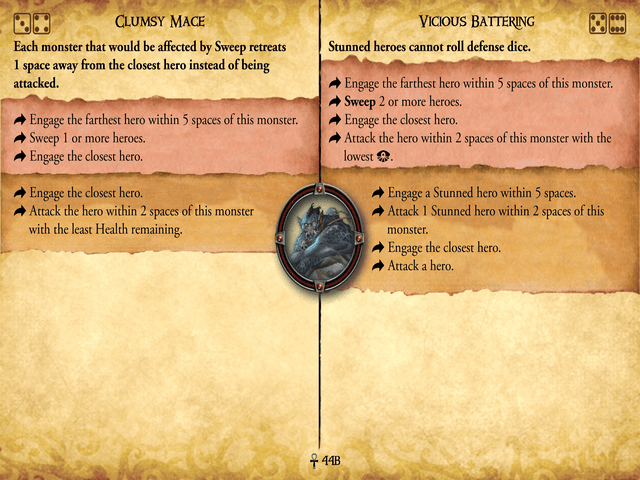 Clumsy Mace
Each monster that would be affected by Sweep retreats
1 space away from the closest hero instead of being
attacked.
Engage the farthest hero within 5 spaces of this monster.
Sweep 1 or more heroes.
Engage the closest hero.
Engage the closest hero.
Attack the hero within 2 spaces of this monster
with the least Health remaining.
Vicious Battering
Stunned heroes cannot roll defense dice.
Engage the farthest hero within 5 spaces of this monster.
Sweep 2 or more heroes.
Engage the closest hero.
Attack the hero within 2 spaces of this monster with the
lowest .
Engage a Stunned hero within 5 spaces.
Attack 1 Stunned hero within 2 spaces of this
monster.
Engage the closest hero.
Attack a hero.
44B